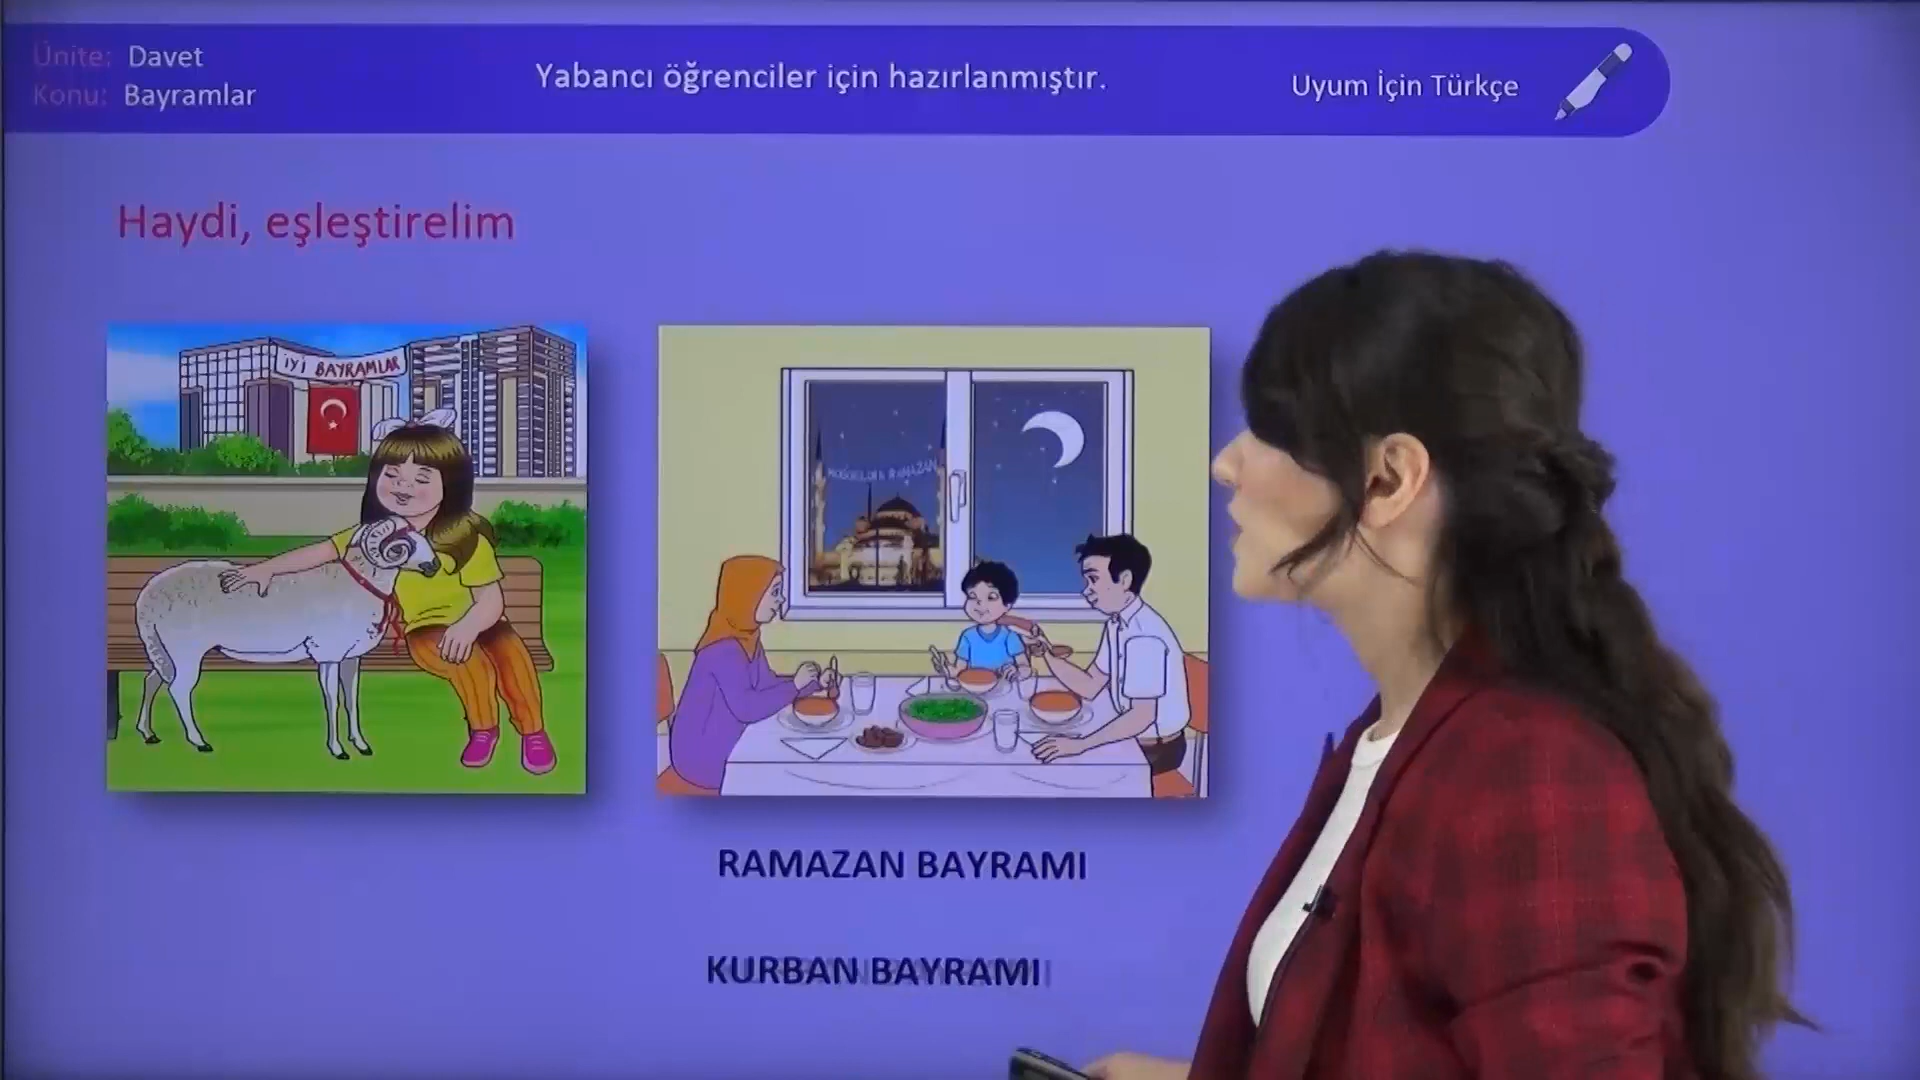 Ünite: Davet
Konu: Bayramlar
Yabancı öğrenciler için hazırlanmıştır.
Uyum İçin Türkçe
Haydi, eşleştirelim
İYİ BAYRAMLAR
RAMAZAN
RAMAZAN BAYRAMI
KURBAN BAYRAMI